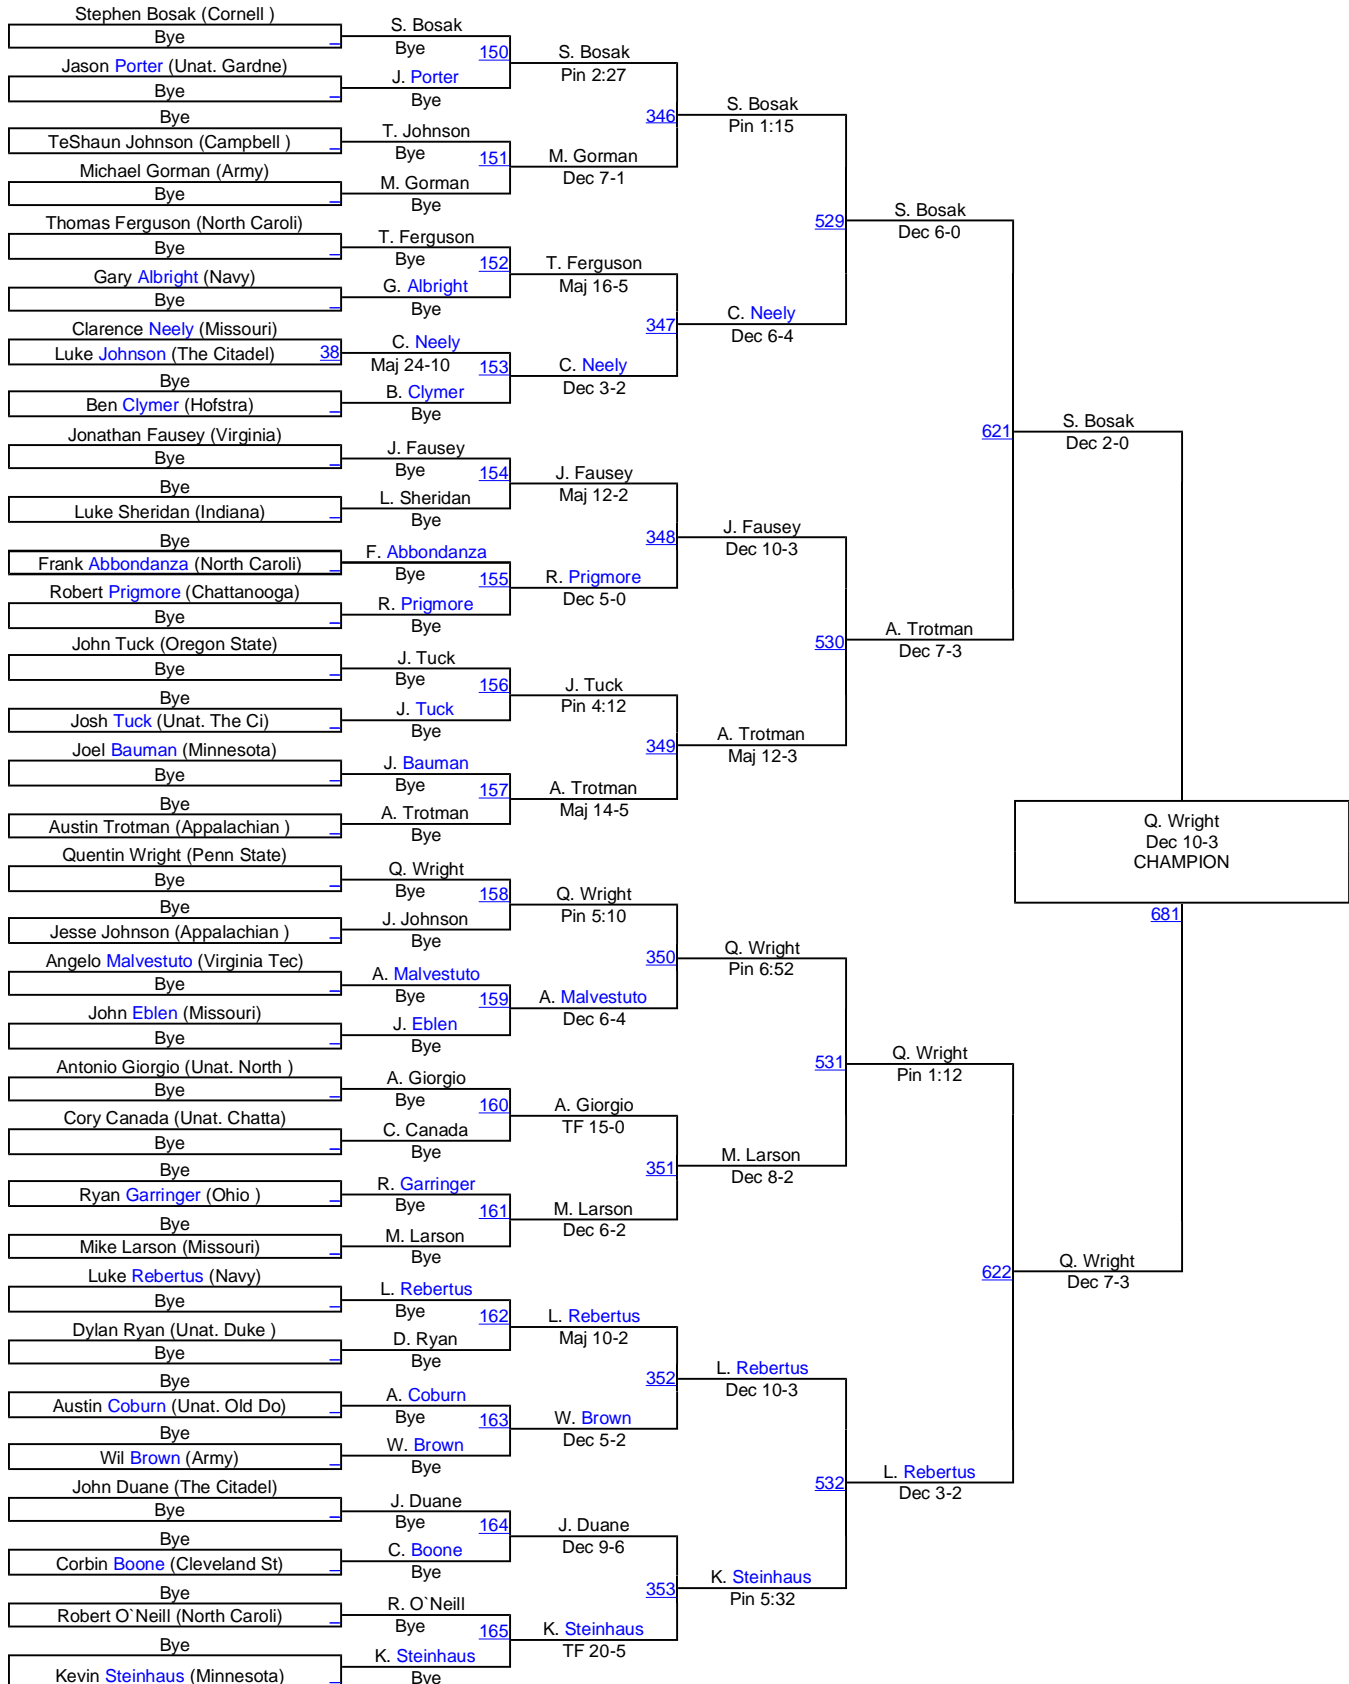 Stephen Bosak (Cornell )
Bye
Jason Porter (Unat. Gardne)
Bye
Bye
TeShaun Johnson (Campbell )
Michael Gorman (Army)
Bye
Thomas Ferguson (North Caroli)
Bye
Gary Albright (Navy)
Bye
Clarence Neely (Missouri)
Luke Johnson (The Citadel) 38
Bye
Ben Clymer (Hofstra)
Jonathan Fausey (Virginia)
Bye
Bye
Luke Sheridan (Indiana)
Bye
Frank Abbondanza (North Caroli)
Robert Prigmore (Chattanooga)
Bye
John Tuck (Oregon State)
Bye
Bye
Josh Tuck (Unat. The Ci)
Joel Bauman (Minnesota)
Bye
Bye
Austin Trotman (Appalachian )
Quentin Wright (Penn State)
Bye
Bye
Jesse Johnson (Appalachian )
Angelo Malvestuto (Virginia Tec)
Bye
John Eblen (Missouri)
Bye
Antonio Giorgio (Unat. North )
Bye
Cory Canada (Unat. Chatta)
Bye
Bye
Ryan Garringer (Ohio )
Bye
Mike Larson (Missouri)
Luke Rebertus (Navy)
Bye
Dylan Ryan (Unat. Duke )
Bye
Bye
Austin Coburn (Unat. Old Do)
Bye
Wil Brown (Army)
John Duane (The Citadel)
Bye
Bye
Corbin Boone (Cleveland St)
Bye
Robert O`Neill (North Caroli)
Bye
Kevin Steinhaus (Minnesota)
S. Bosak
Bye 150
J. Porter
Bye
T. Johnson
Bye 151
M. Gorman
Bye
T. Ferguson
Bye 152
G. Albright
Bye
C. Neely
Maj 24-10 153
B. Clymer
Bye
J. Fausey
Bye 154
L. Sheridan
Bye
F. Abbondanza
Bye 155
R. Prigmore
Bye
J. Tuck
Bye 156
J. Tuck
Bye
J. Bauman
Bye 157
A. Trotman
Bye
Q. Wright
Bye 158
J. Johnson
Bye
A. Malvestuto
Bye 159
J. Eblen
Bye
A. Giorgio
Bye 160
C. Canada
Bye
R. Garringer
Bye 161
M. Larson
Bye
L. Rebertus
Bye 162
D. Ryan
Bye
A. Coburn
Bye 163
W. Brown
Bye
J. Duane
Bye 164
C. Boone
Bye
R. O`Neill
Bye 165
K. Steinhaus
Bye
S. Bosak
Pin 2:27
346
M. Gorman
Dec 7-1
T. Ferguson
Maj 16-5
347
C. Neely
Dec 3-2
J. Fausey
Maj 12-2
348
R. Prigmore
Dec 5-0
J. Tuck
Pin 4:12
349
A. Trotman
Maj 14-5
Q. Wright
Pin 5:10
350
A. Malvestuto
Dec 6-4
A. Giorgio
TF 15-0
351
M. Larson
Dec 6-2
L. Rebertus
Maj 10-2
352
W. Brown
Dec 5-2
J. Duane
Dec 9-6
353
K. Steinhaus
TF 20-5
S. Bosak
Pin 1:15
529
C. Neely
Dec 6-4
J. Fausey
Dec 10-3
530
A. Trotman
Maj 12-3
Q. Wright
Pin 6:52
531
M. Larson
Dec 8-2
L. Rebertus
Dec 10-3
532
K. Steinhaus
Pin 5:32
S. Bosak
Dec 6-0
621
A. Trotman
Dec 7-3
Q. Wright
Pin 1:12
622
L. Rebertus
Dec 3-2
S. Bosak
Dec 2-0
Q. Wright
Dec 10-3
CHAMPION
681
Q. Wright
Dec 7-3